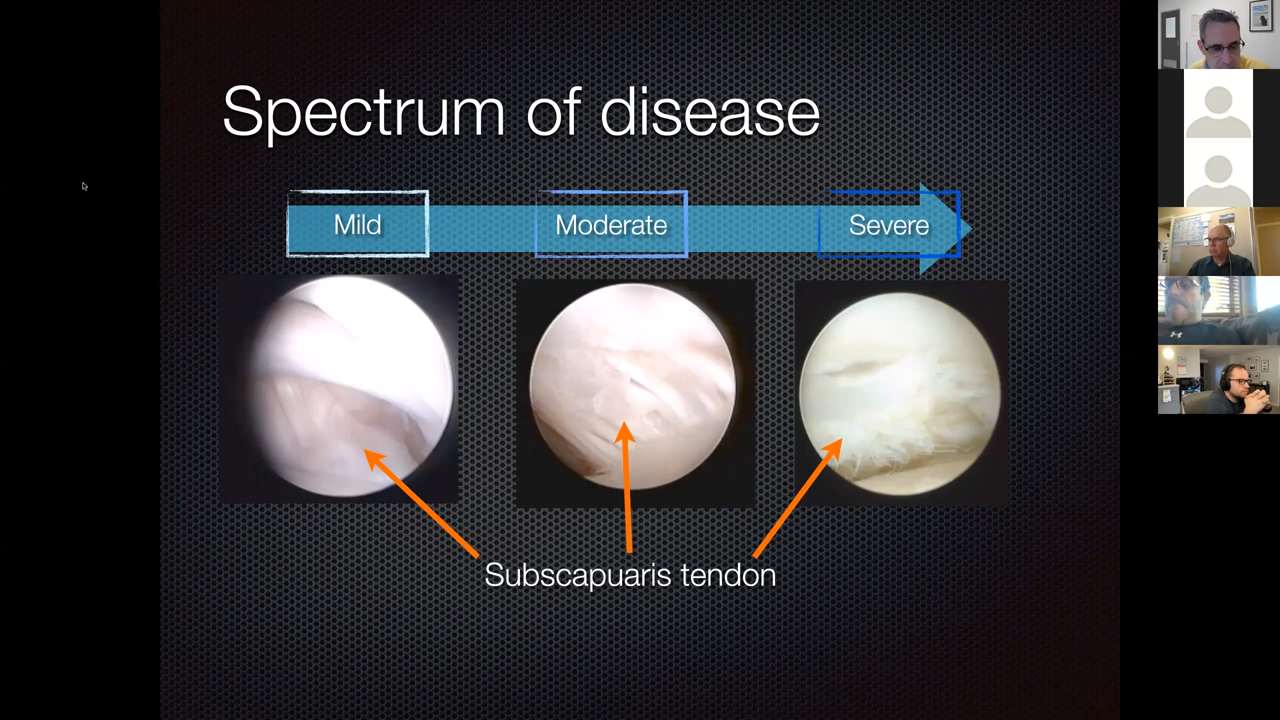 Spectrum of disease
Mild
Moderate
Severe
Subscapuaris tendon